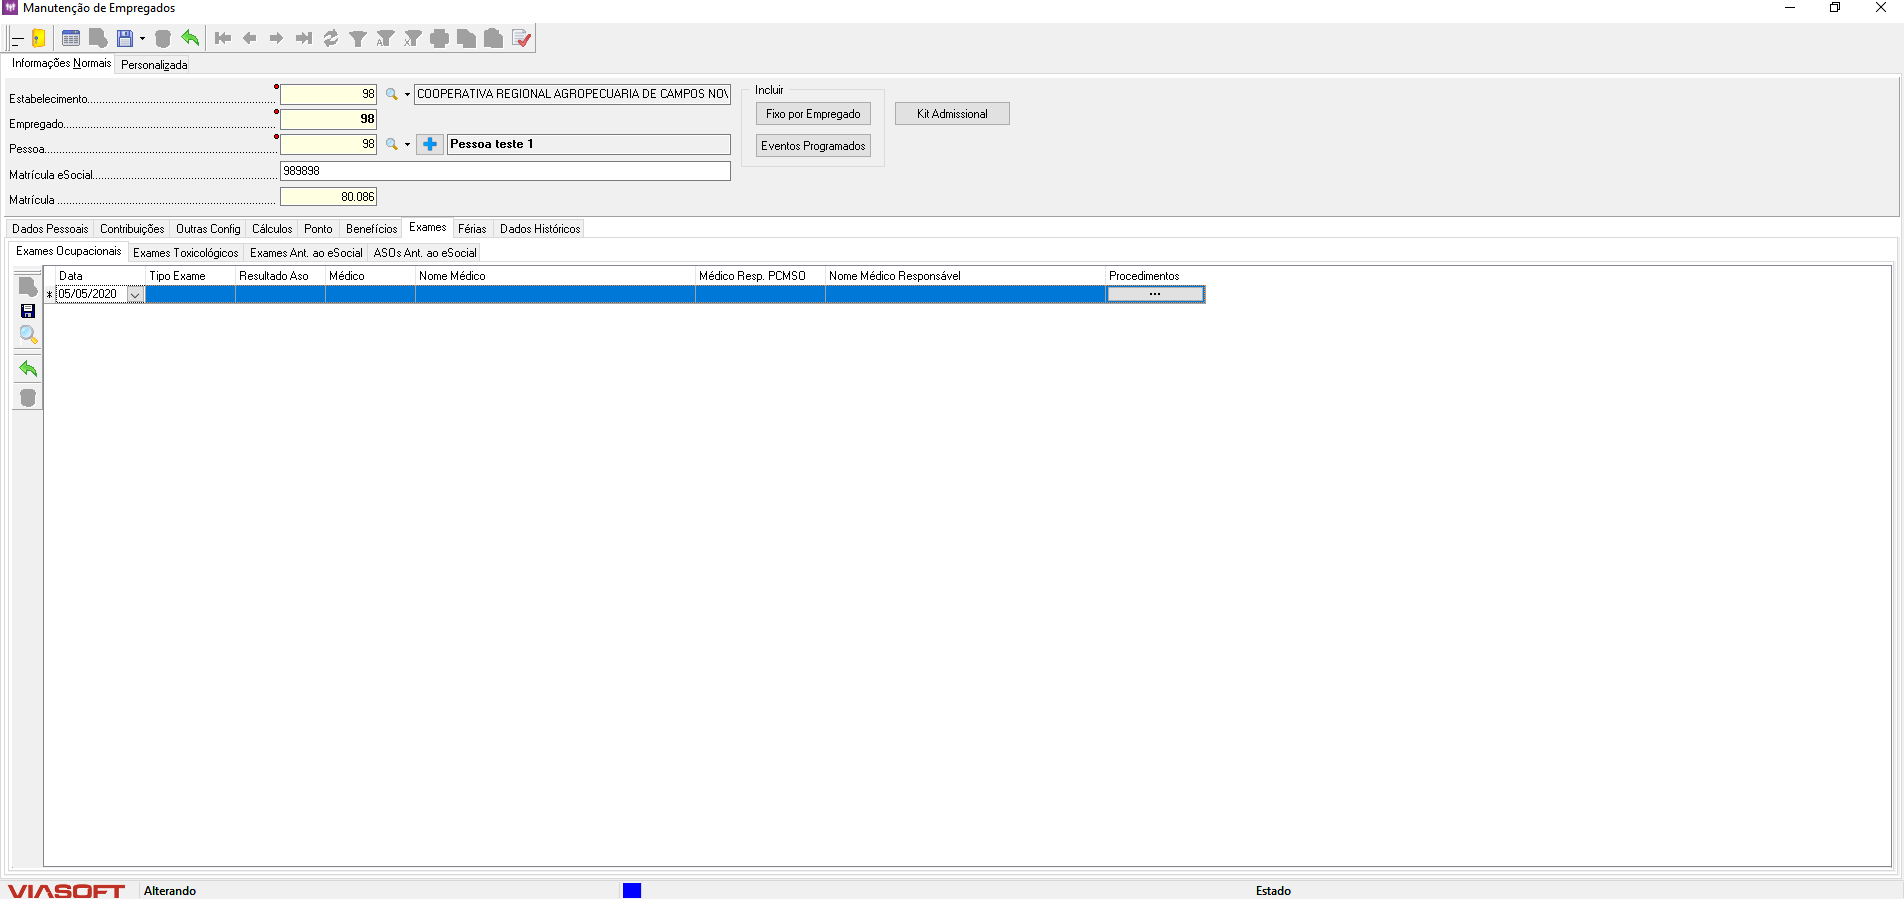 Manutenção de Empregados
Informações Normais Personalizada
Estabelecimento 98 COOPERATIVA REGIONAL AGROPECUARIA DE CAMPOS
Empregado 98
Pessoa 98 Pessoa teste 1
Matrícula eSocial 989898
Matrícula 80.086
Incluir
Fixo por Empregado
Eventos Programados
Kit Admissional
Dados Pessoais Contribuições Outras Config Cálculos Ponto Benefícios Exames Férias Dados Históricos
Exames Ocupacionais Exames Toxicológicos Exames Ant. ao eSocial ASOs Ant. ao eSocial
Data Tipo Exame Resultado Aso Médico Nome Médico Médico Resp. PCMSO Nome Médico Responsável Procedimentos
* 05/05/2020 ...
VIASOFT Alterando Estado